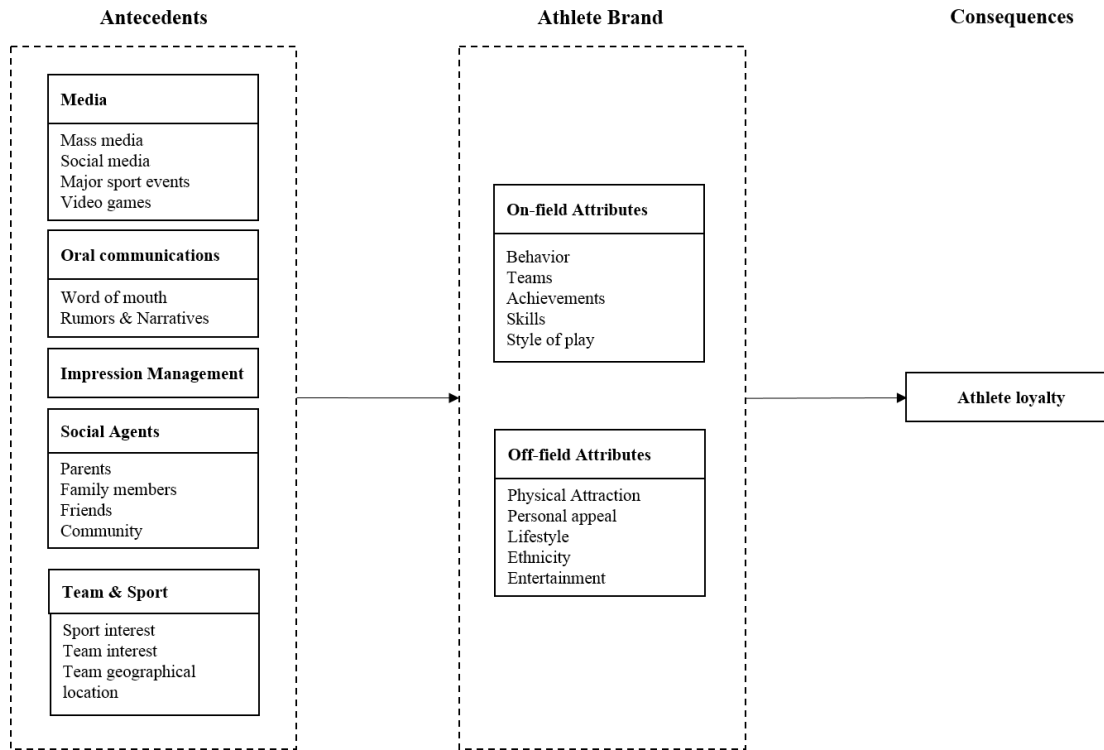 Antecedents
Athlete Brand
Consequences
Media
Mass media
Social media
Major sport events
Video games
Oral communications
Word of mouth
Rumors & Narratives
Impression Management
Social Agents
Parents
Family members
Friends
Community
Team & Sport
Sport interest
Team interest
Team geographical
location
On-field Attributes
Behavior
Teams
Achievements
Skills
Style of play
Off-field Attributes
Physical Attraction
Personal appeal
Lifestyle
Ethnicity
Entertainment
Athlete loyalty